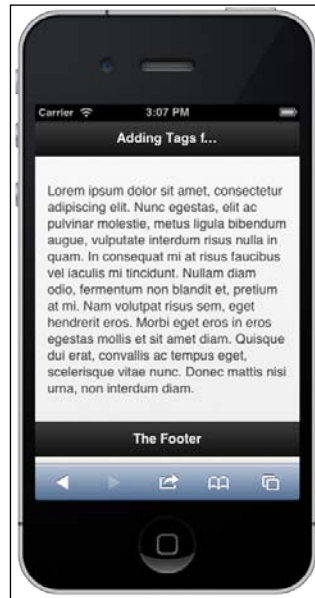 Carrier 3:07 PM
Adding Tags f...
Lorem ipsum dolor sit amet, consectetur
adipiscing elit. Nunc egestas, elit ac
pulvinar molestie, metus ligula bibendum
augue, vulputate interdum risus nulla in
quam. In consequat mi at risus faucibus
vel iaculis mi tincidunt. Nullam diam
odio, fermentum non blandit et, pretium
at mi. Nam volutpat risus sem, eget
hendrerit eros. Morbi eget eros in eros
egestas mollis et sit amet diam. Quisque
dui erat, convallis ac tempus eget,
scelerisque vitae nunc. Donec mattis nisi
urna, non interdum diam.
The Footer